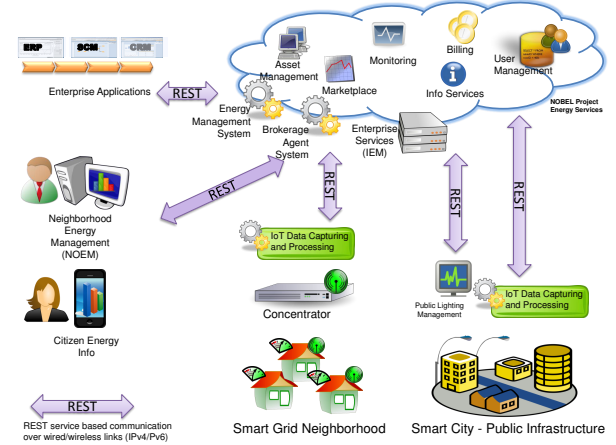 ERP
SCM
CRM
Enterprise Applications
REST
Asset
Management
Monitoring
Billing
User
Management
Marketplace
Info Services
NOBEL Project
Energy Services
Energy
Management
System
Brokerage
Agent
System
Enterprise
Services
(IEM)
REST
REST
REST
REST
Neighborhood
Energy
Management
(NOEM)
IoT Data Capturing
and Processing
Concentrator
Public Lighting
Management
IoT Data Capturing
and Processing
Citizen Energy
Info
REST
REST service based communication
over wired/wireless links (IPv4/Pv6)
Smart Grid Neighborhood
Smart City - Public Infrastructure